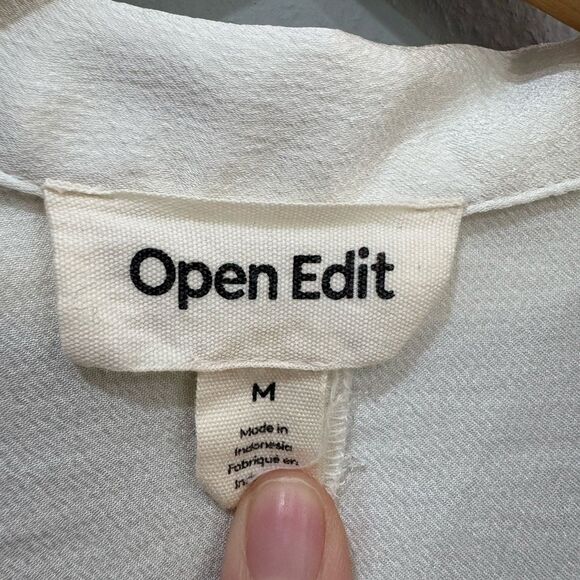 Open Edit
M
Made in
Indonesia
Fabriqué en